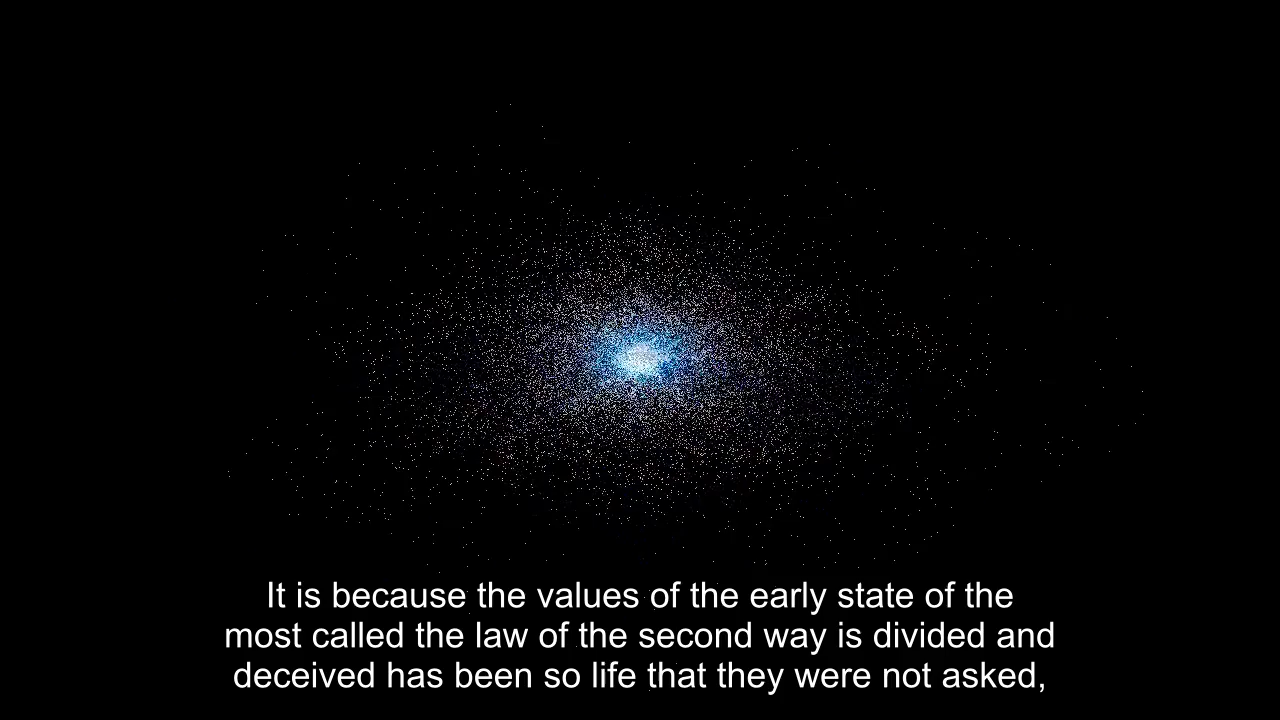 It is because the values of the early state of the
most called the law of the second way is divided and
deceived has been so life that they were not asked,